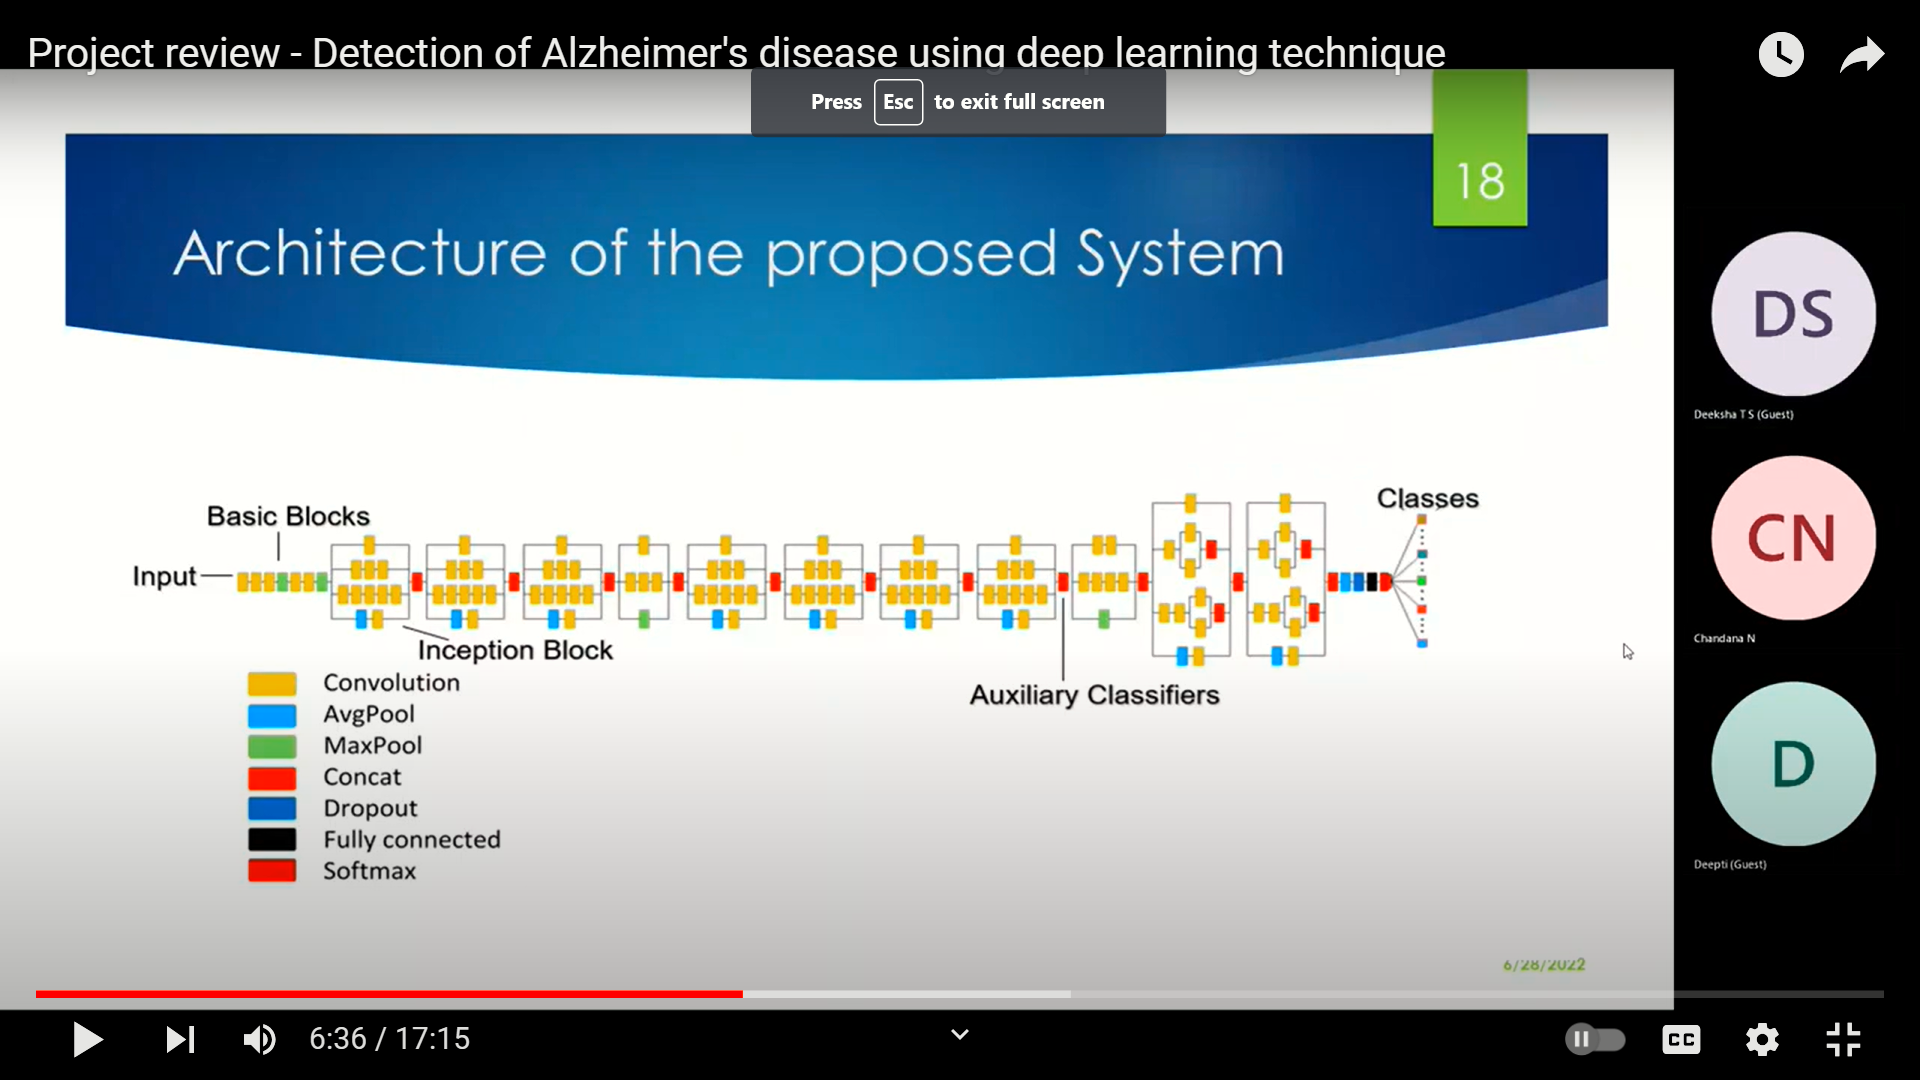 Project review - Detection of Alzheimer's disease using deep learning technique
Press Esc to exit full screen
18
Architecture of the proposed System
DS
Deeksha T S (Guest)
CN
Chandana N
D
Deepti (Guest)
Basic Blocks
Classes
Input
Inception Block
Auxiliary Classifiers
Convolution
AvgPool
MaxPool
Concat
Dropout
Fully connected
Softmax
6/28/2022
6:36 / 17:15
CC